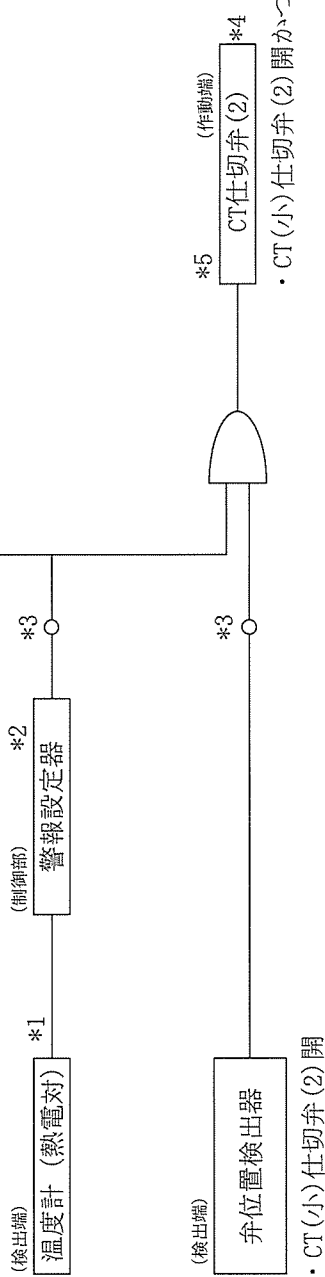 (検出端)
温度計 (熱電対)
*1
(制御部)
警報設定器
*2
*3
(検出端)
弁位置検出器
・CT(小)仕切弁(2)開
*3
*5
(作動端)
CT仕切弁(2)
*4
・CT(小)仕切弁(2)開かつ